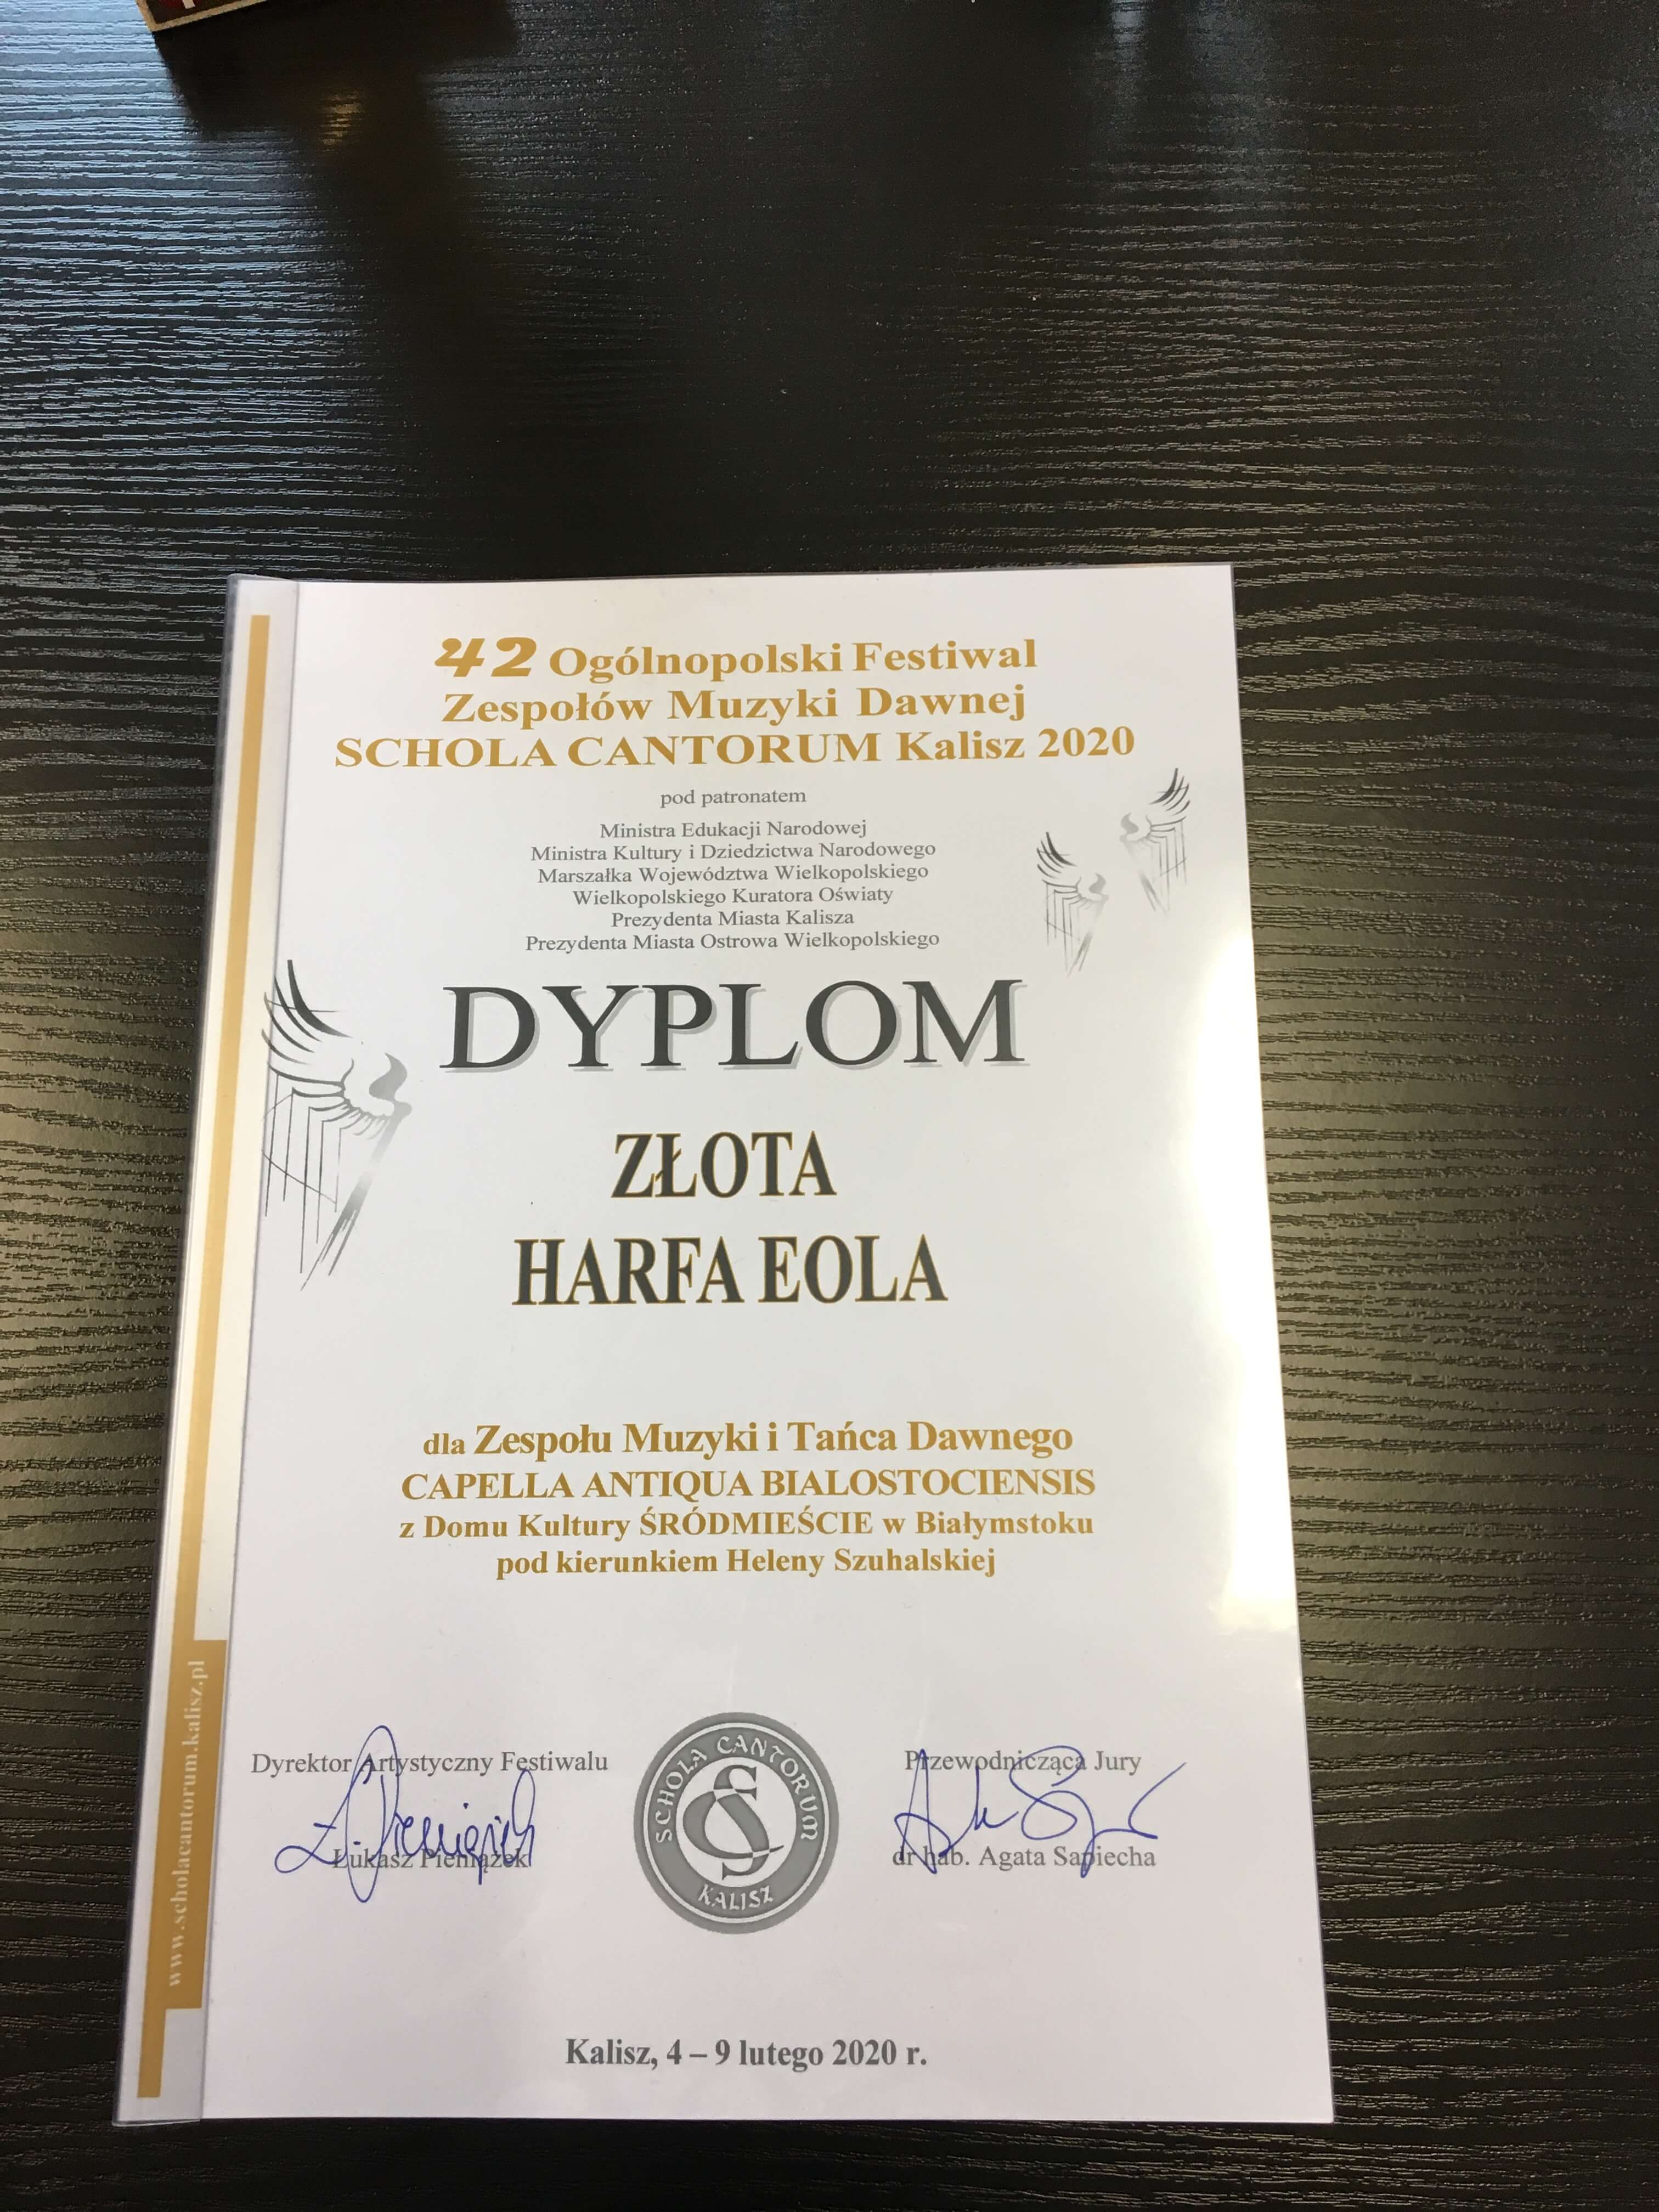 42 Ogólnopolski Festiwal
Zespołów Muzyki Dawnej
SCHOLA CANTORUM Kalisz 2020
pod patronatem
Ministra Edukacji Narodowej
Ministra Kultury i Dziedzictwa Narodowego
Marszałka Województwa Wielkopolskiego
Wielkopolskiego Kuratora Oświaty
Prezydenta Miasta Kalisza
Prezydenta Miasta Ostrowa Wielkopolskiego
DYPLOM
ZŁOTA
HARFA EOLA
dla Zespołu Muzyki i Tańca Dawnego
CAPELLA ANTIQUA BIALOSTOCIENSIS
z Domu Kultury ŚRÓDMIEŚCIE w Białymstoku
pod kierunkiem Heleny Szuhalskiej
www.scholacantorum.kalisz.pl
Dyrektor Artystyczny Festiwalu
Łukasz Pieniążek
SCHOLA CANTORUM
KALISZ
Przewodnicząca Jury
dr hab. Agata Sapiecha
Kalisz, 4 – 9 lutego 2020 r.